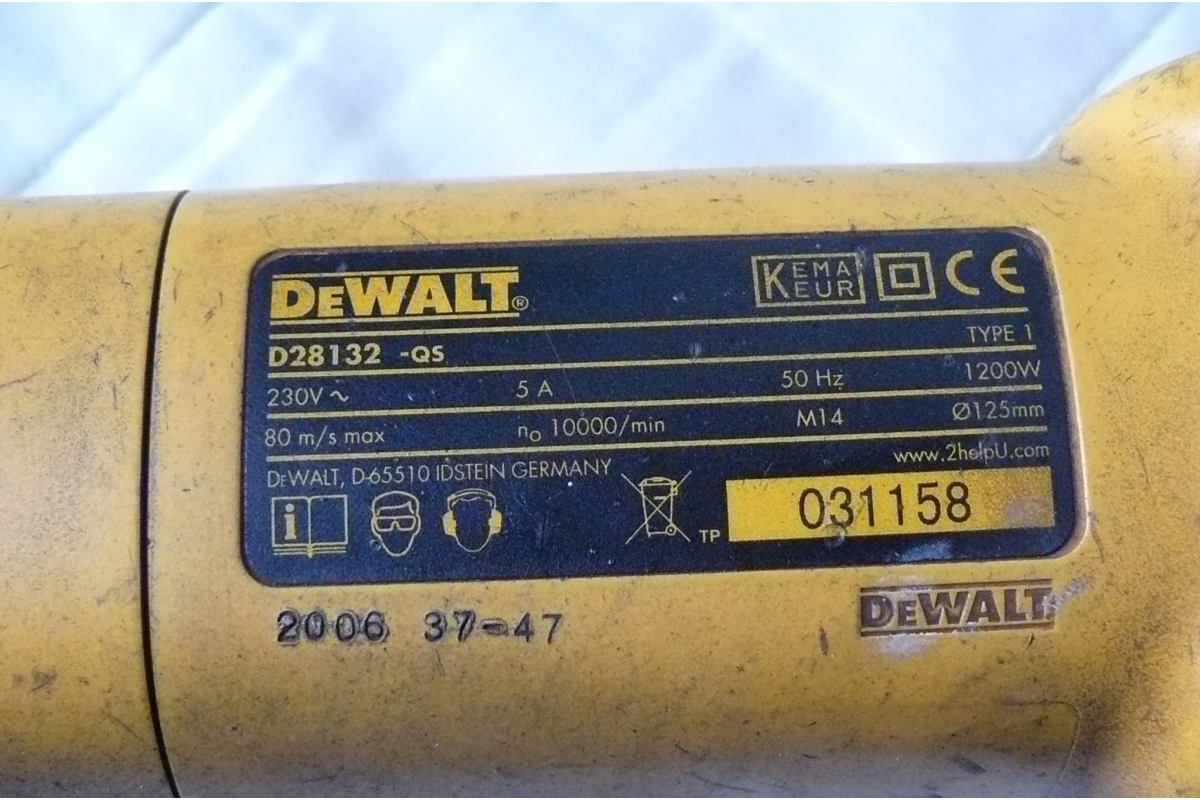 DEWALT®
KEMA
KEUR
CE
D28132 -QS
TYPE 1
230V ~ 5 A 50 Hz 1200W
80 m/s max n₀ 10000/min M14 Ø125mm
DEWALT, D-65510 IDSTEIN GERMANY
www.2helpU.com
i
TP
031158
2006 37-47
DEWALT